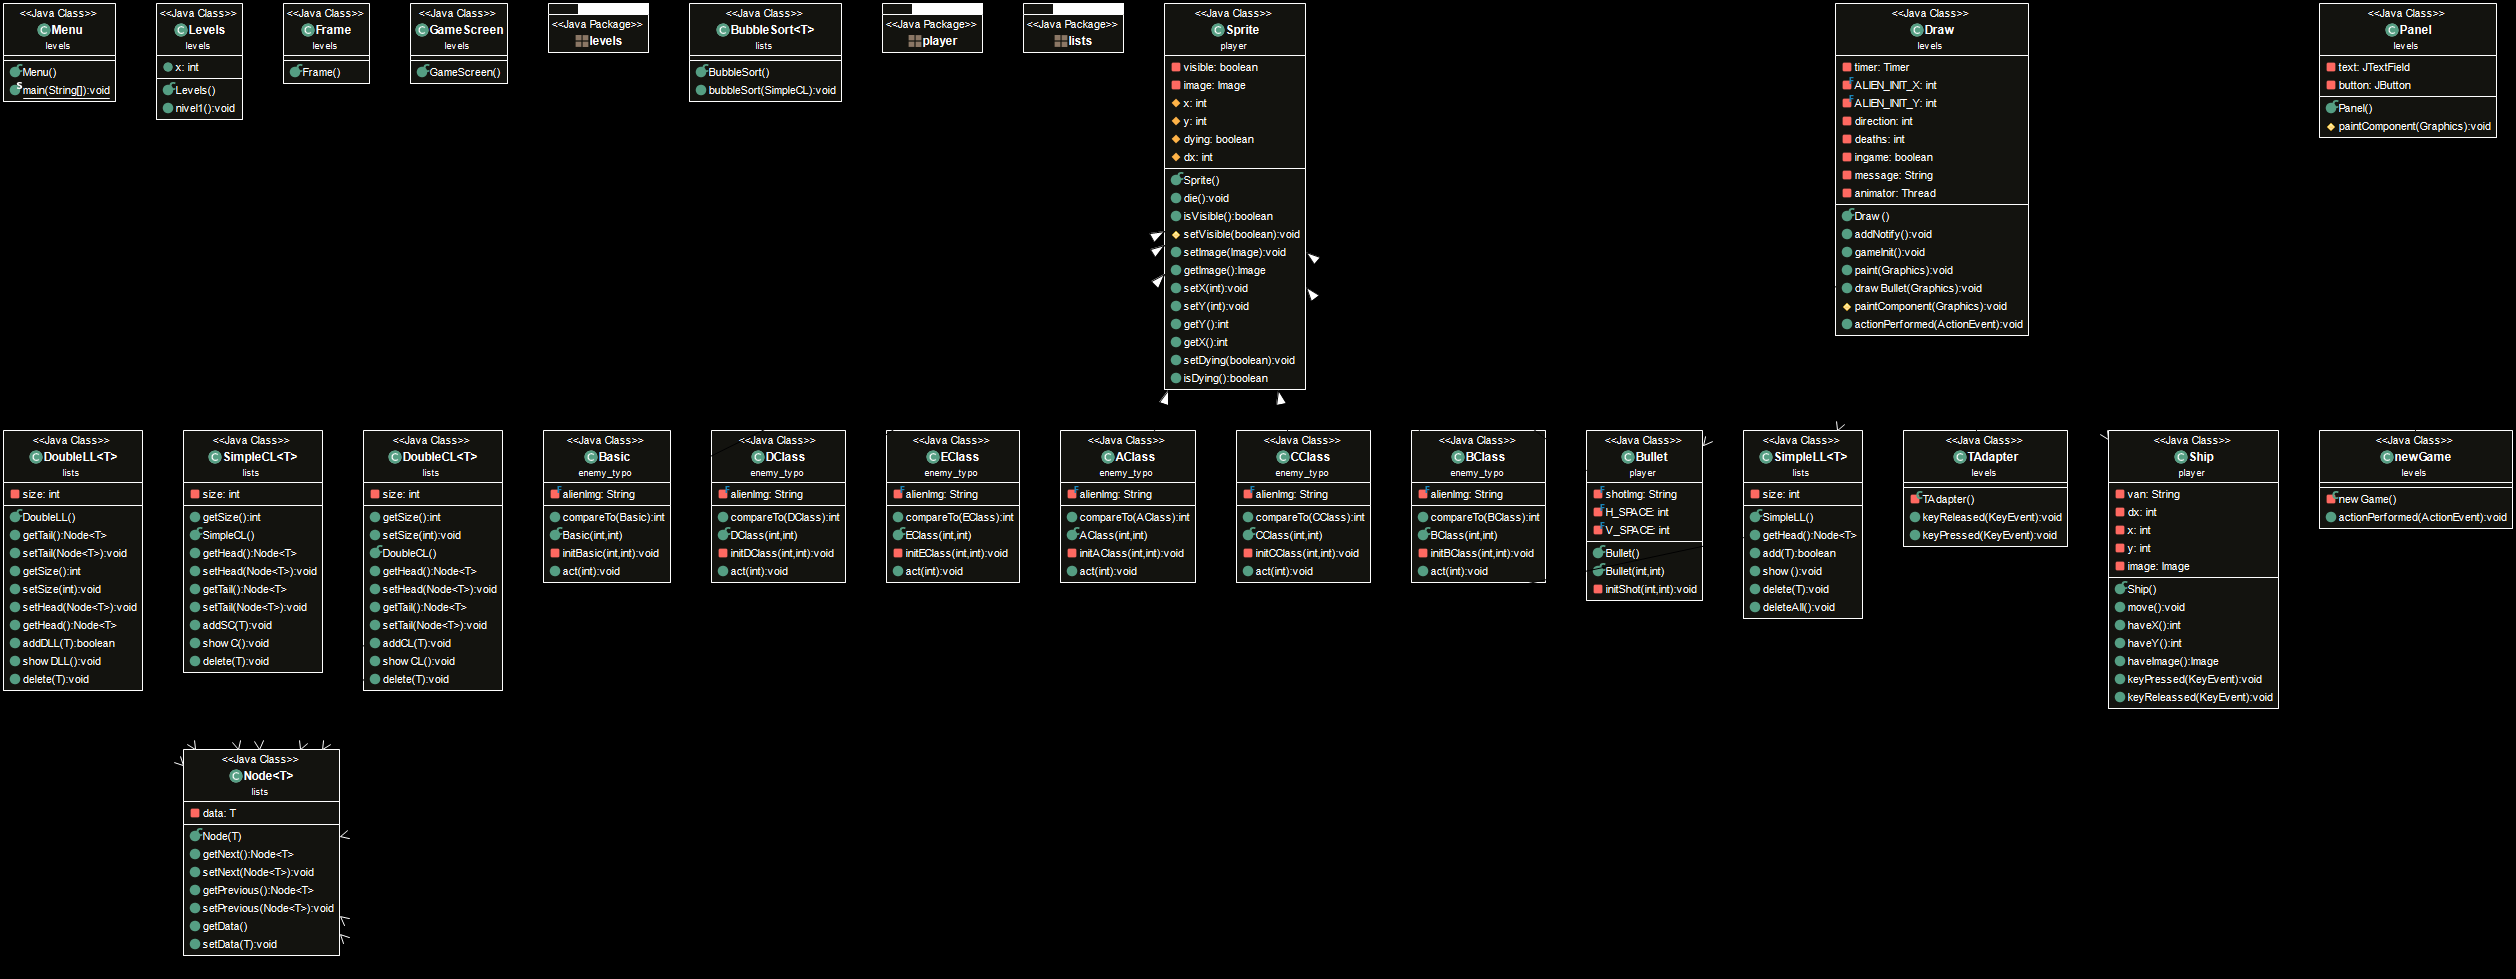 <<Java Class>>
Menu
levels
Menu()
main(String[]):void
<<Java Class>>
Levels
levels
x: int
Levels()
nivel1():void
<<Java Class>>
Frame
levels
Frame()
<<Java Class>>
GameScreen
levels
GameScreen()
<<Java Package>>
levels
<<Java Class>>
BubbleSort<T>
lists
BubbleSort()
bubbleSort(SimpleCL):void
<<Java Package>>
player
<<Java Package>>
lists
<<Java Class>>
Sprite
player
visible: boolean
image: Image
x: int
y: int
dying: boolean
dx: int
Sprite()
die():void
isVisible():boolean
setVisible(boolean):void
setImage(Image):void
getImage():Image
setX(int):void
setY(int):void
getY():int
getX():int
setDying(boolean):void
isDying():boolean
<<Java Class>>
Draw
levels
timer: Timer
ALIEN_INIT_X: int
ALIEN_INIT_Y: int
direction: int
deaths: int
ingame: boolean
message: String
animator: Thread
Draw()
addNotify():void
gameInit():void
paint(Graphics):void
drawBullet(Graphics):void
paintComponent(Graphics):void
actionPerformed(ActionEvent):void
<<Java Class>>
Panel
levels
text: JTextField
button: JButton
Panel()
paintComponent(Graphics):void
<<Java Class>>
DoubleLL<T>
lists
size: int
DoubleLL()
getTail():Node<T>
setTail(Node<T>):void
getSize():int
setSize(int):void
setHead(Node<T>):void
getHead():Node<T>
addDLL(T):boolean
showDLL():void
delete(T):void
<<Java Class>>
SimpleCL<T>
lists
size: int
getSize():int
SimpleCL()
getHead():Node<T>
setHead(Node<T>):void
getTail():Node<T>
setTail(Node<T>):void
addSC(T):void
showC():void
delete(T):void
<<Java Class>>
DoubleCL<T>
lists
size: int
getSize():int
setSize(int):void
DoubleCL()
getHead():Node<T>
setHead(Node<T>):void
getTail():Node<T>
setTail(Node<T>):void
addCL(T):void
showCL():void
delete(T):void
<<Java Class>>
Basic
enemy_typo
alienImg: String
compareTo(Basic):int
Basic(int,int)
initBasic(int,int):void
act(int):void
<<Java Class>>
DClass
enemy_typo
alienImg: String
compareTo(DClass):int
DClass(int,int)
initDClass(int,int):void
act(int):void
<<Java Class>>
EClass
enemy_typo
alienImg: String
compareTo(EClass):int
EClass(int,int)
initEClass(int,int):void
act(int):void
<<Java Class>>
AClass
enemy_typo
alienImg: String
compareTo(AClass):int
AClass(int,int)
initAClass(int,int):void
act(int):void
<<Java Class>>
CClass
enemy_typo
alienImg: String
compareTo(CClass):int
CClass(int,int)
initCClass(int,int):void
act(int):void
<<Java Class>>
BClass
enemy_typo
alienImg: String
compareTo(BClass):int
BClass(int,int)
initBClass(int,int):void
act(int):void
<<Java Class>>
Bullet
player
shotImg: String
H_SPACE: int
V_SPACE: int
Bullet()
Bullet(int,int)
initShot(int,int):void
<<Java Class>>
SimpleLL<T>
lists
size: int
SimpleLL()
getHead():Node<T>
add(T):boolean
show():void
delete(T):void
deleteAll():void
<<Java Class>>
TAdapter
levels
TAdapter()
keyReleased(KeyEvent):void
keyPressed(KeyEvent):void
<<Java Class>>
Ship
player
van: String
dx: int
x: int
y: int
image: Image
Ship()
move():void
haveX():int
haveY():int
haveImage():Image
keyPressed(KeyEvent):void
keyReleassed(KeyEvent):void
<<Java Class>>
newGame
levels
newGame()
actionPerformed(ActionEvent):void
<<Java Class>>
Node<T>
lists
data: T
Node(T)
getNext():Node<T>
setNext(Node<T>):void
getPrevious():Node<T>
setPrevious(Node<T>):void
getData()
setData(T):void